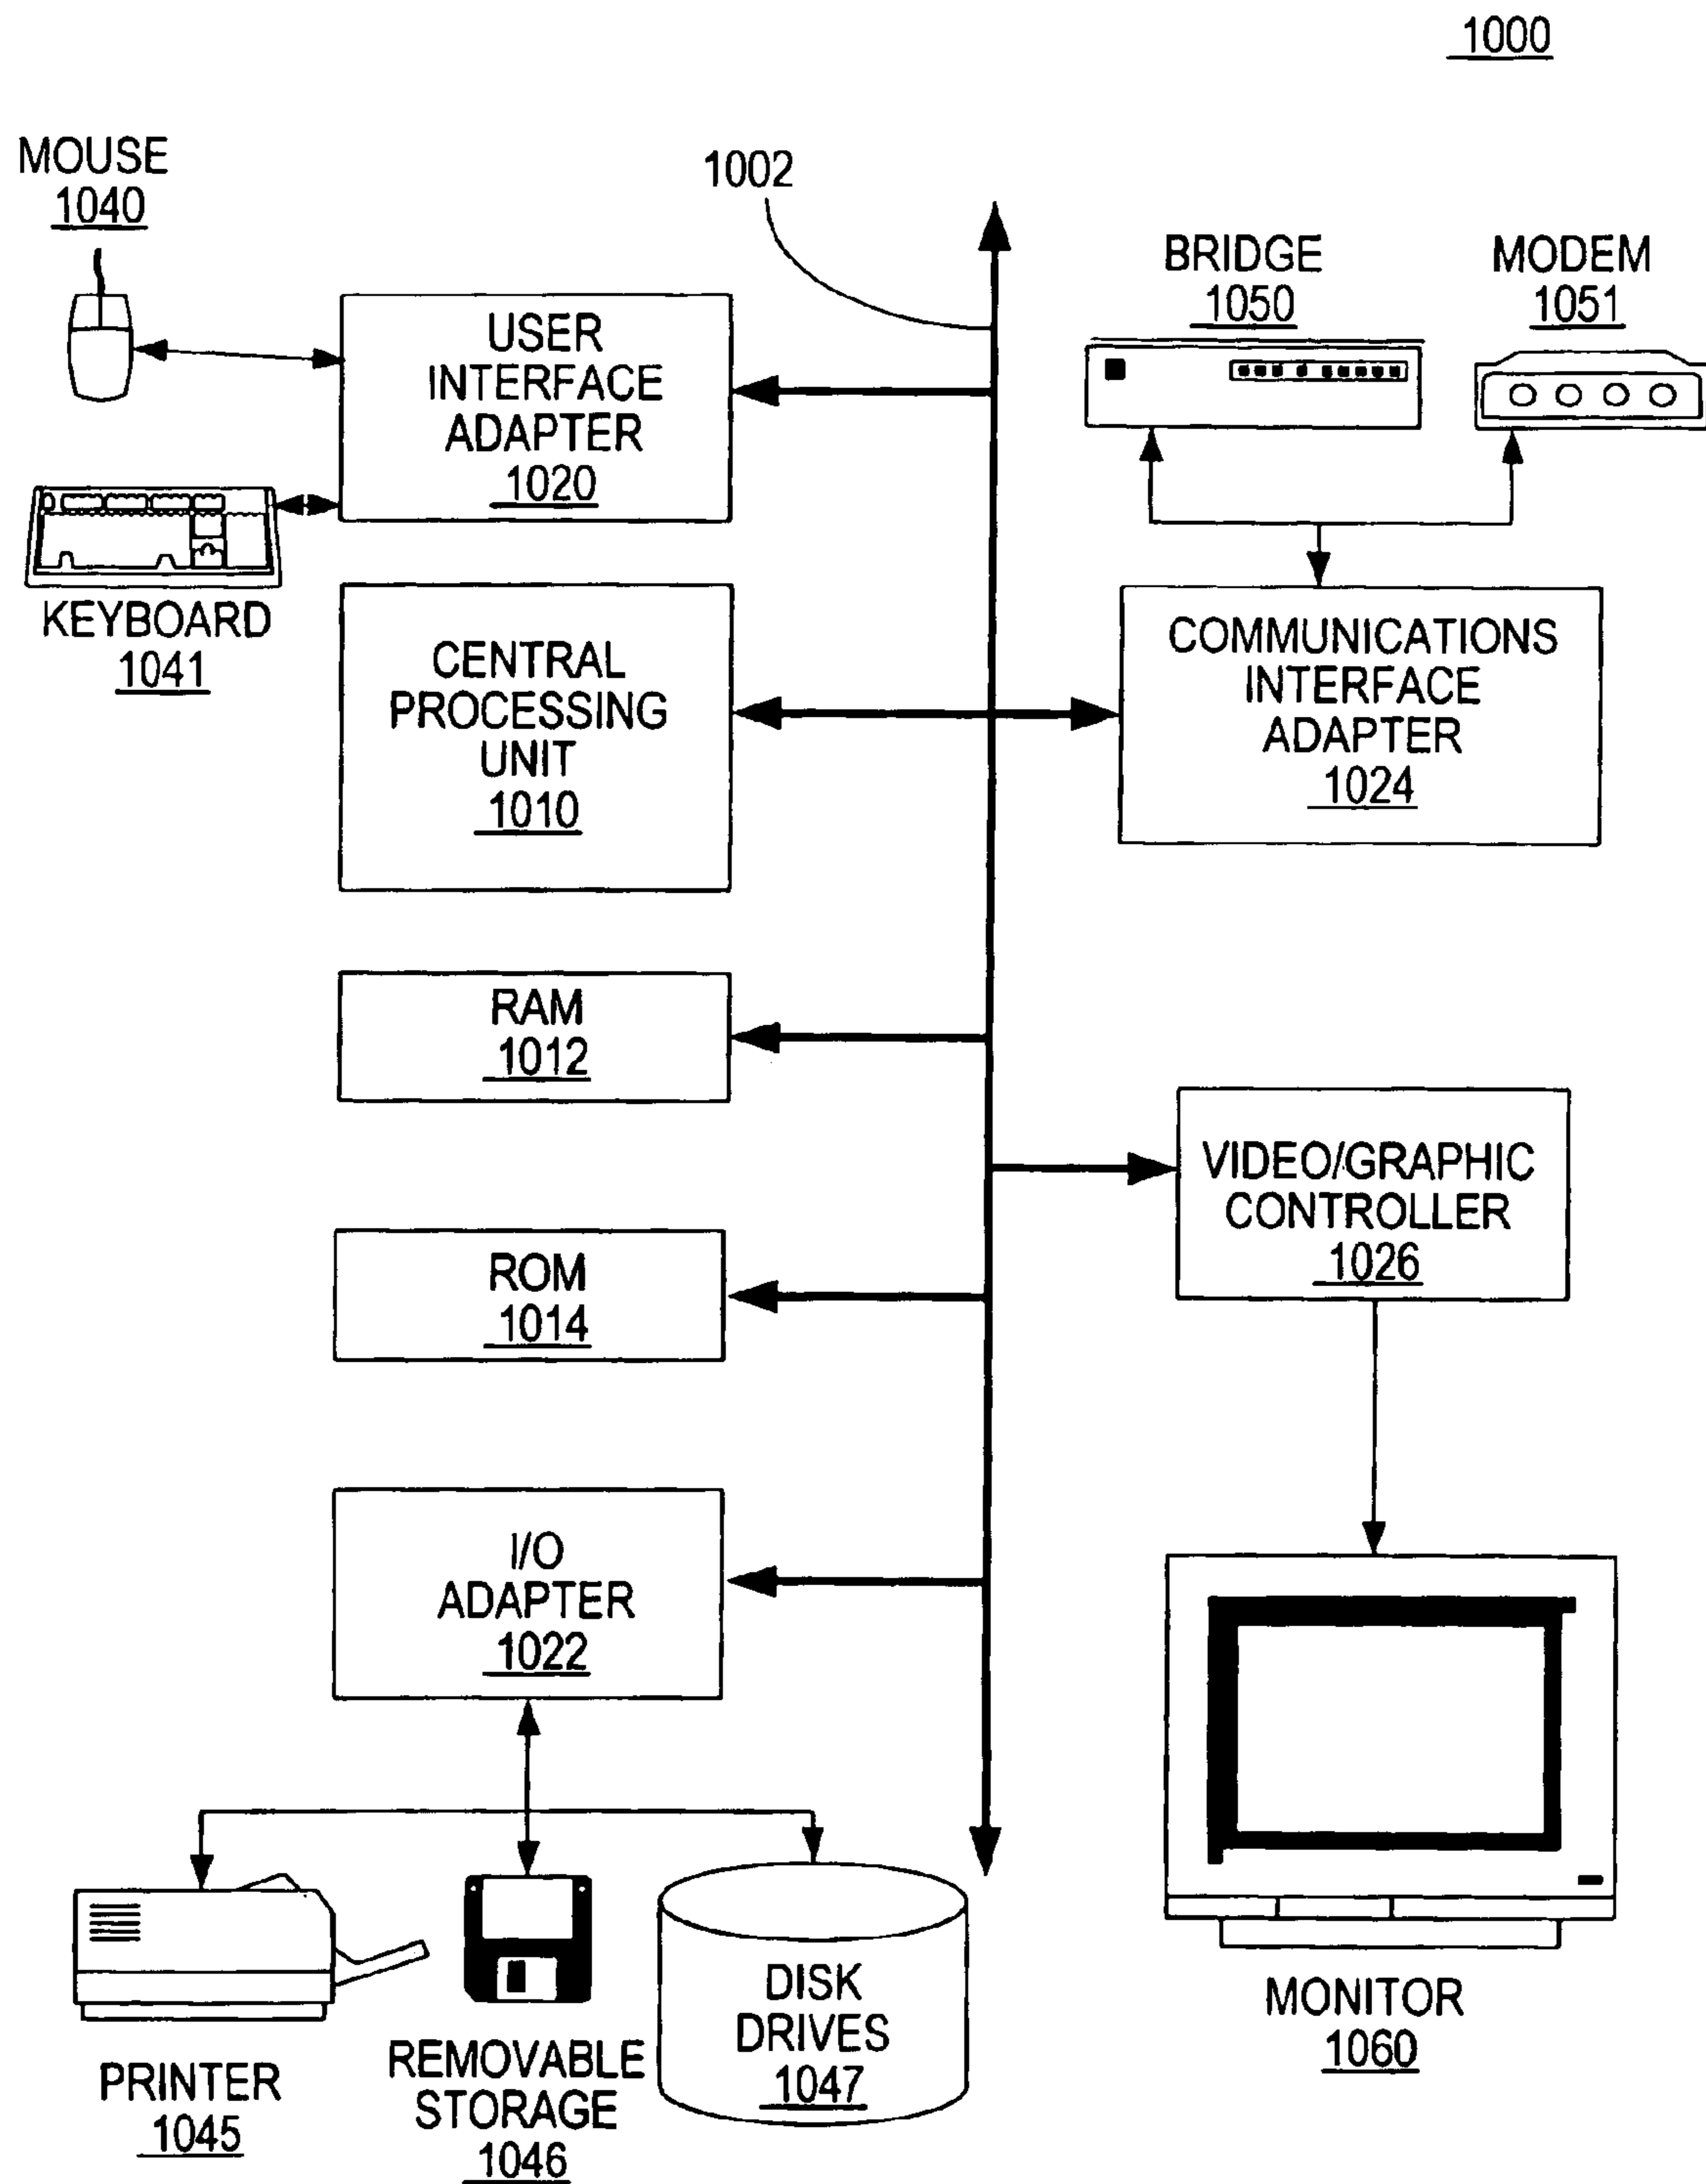 1000
MOUSE
1040
1002
BRIDGE
1050
MODEM
1051
USER
INTERFACE
ADAPTER
1020
KEYBOARD
1041
CENTRAL
PROCESSING
UNIT
1010
COMMUNICATIONS
INTERFACE
ADAPTER
1024
RAM
1012
VIDEO/GRAPHIC
CONTROLLER
1026
ROM
1014
I/O
ADAPTER
1022
PRINTER
1045
REMOVABLE
STORAGE
1046
DISK
DRIVES
1047
MONITOR
1060